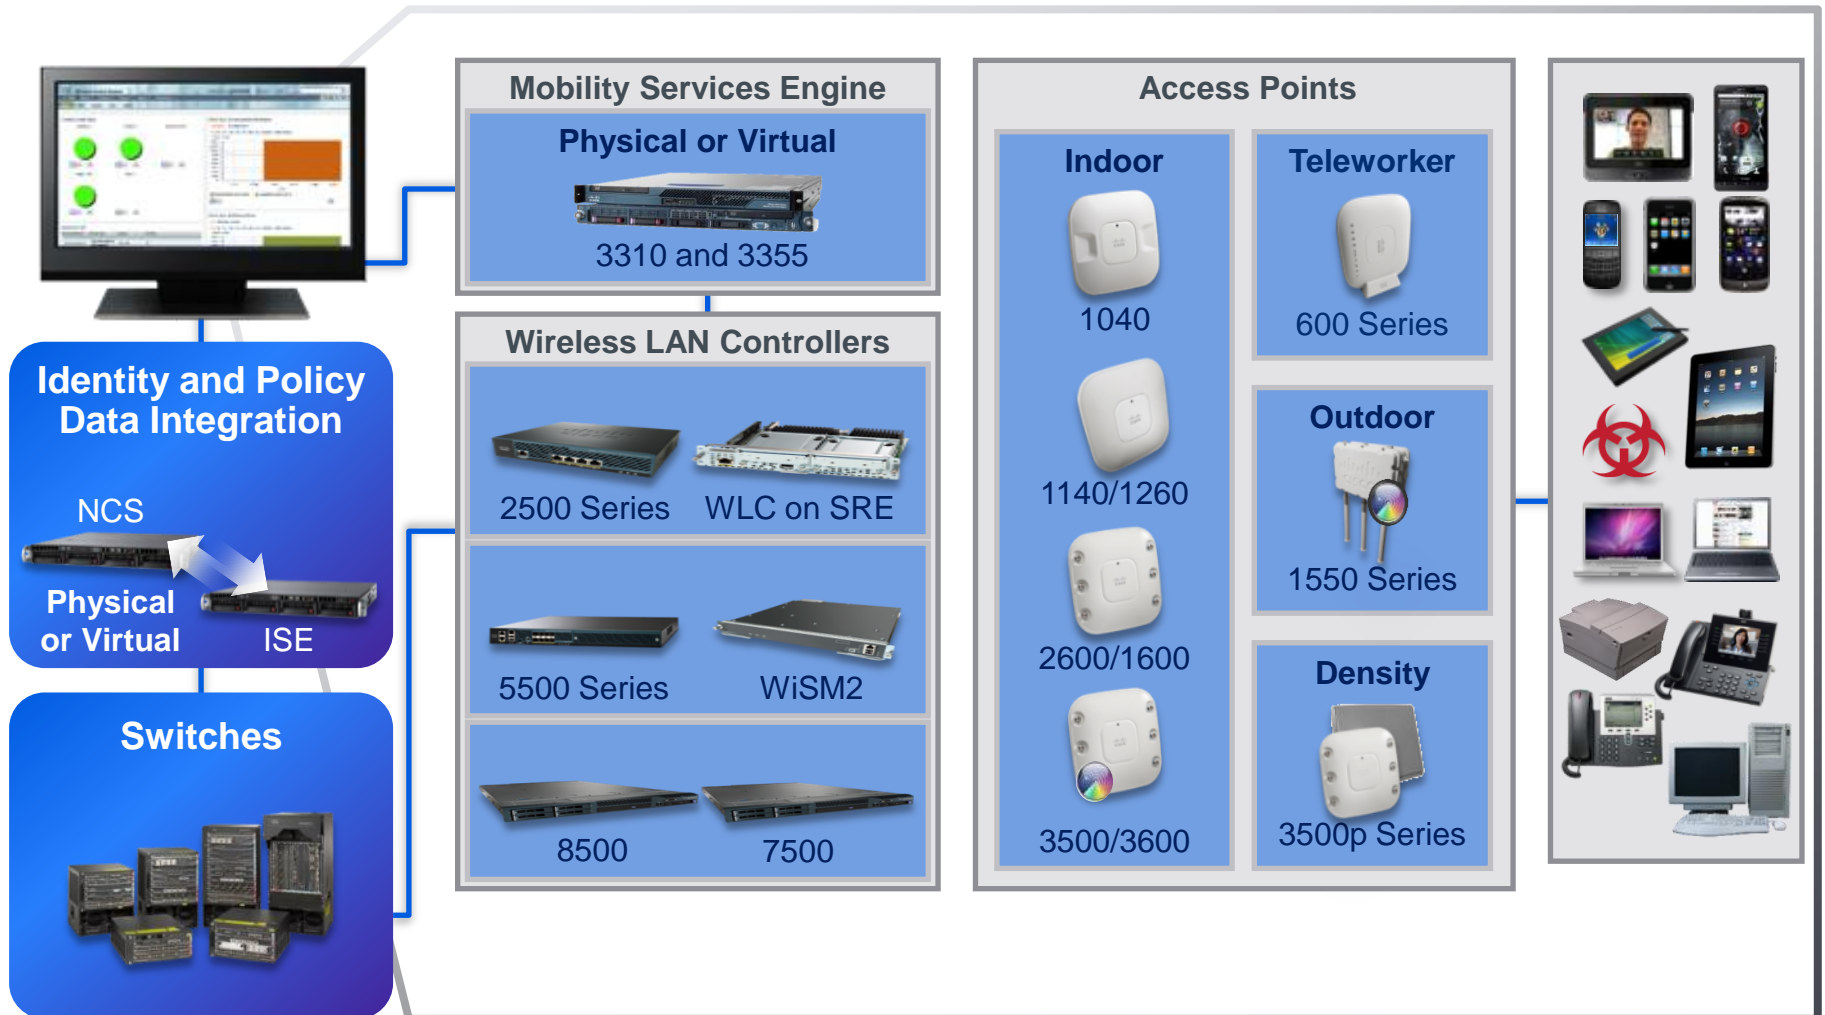 Mobility Services Engine
Physical or Virtual
3310 and 3355
Wireless LAN Controllers
2500 Series
WLC on SRE
5500 Series
WiSM2
8500
7500
Identity and Policy
Data Integration
NCS
Physical
or Virtual
ISE
Switches
Access Points
Indoor
1040
1140/1260
2600/1600
3500/3600
Teleworker
600 Series
Outdoor
1550 Series
Density
3500p Series